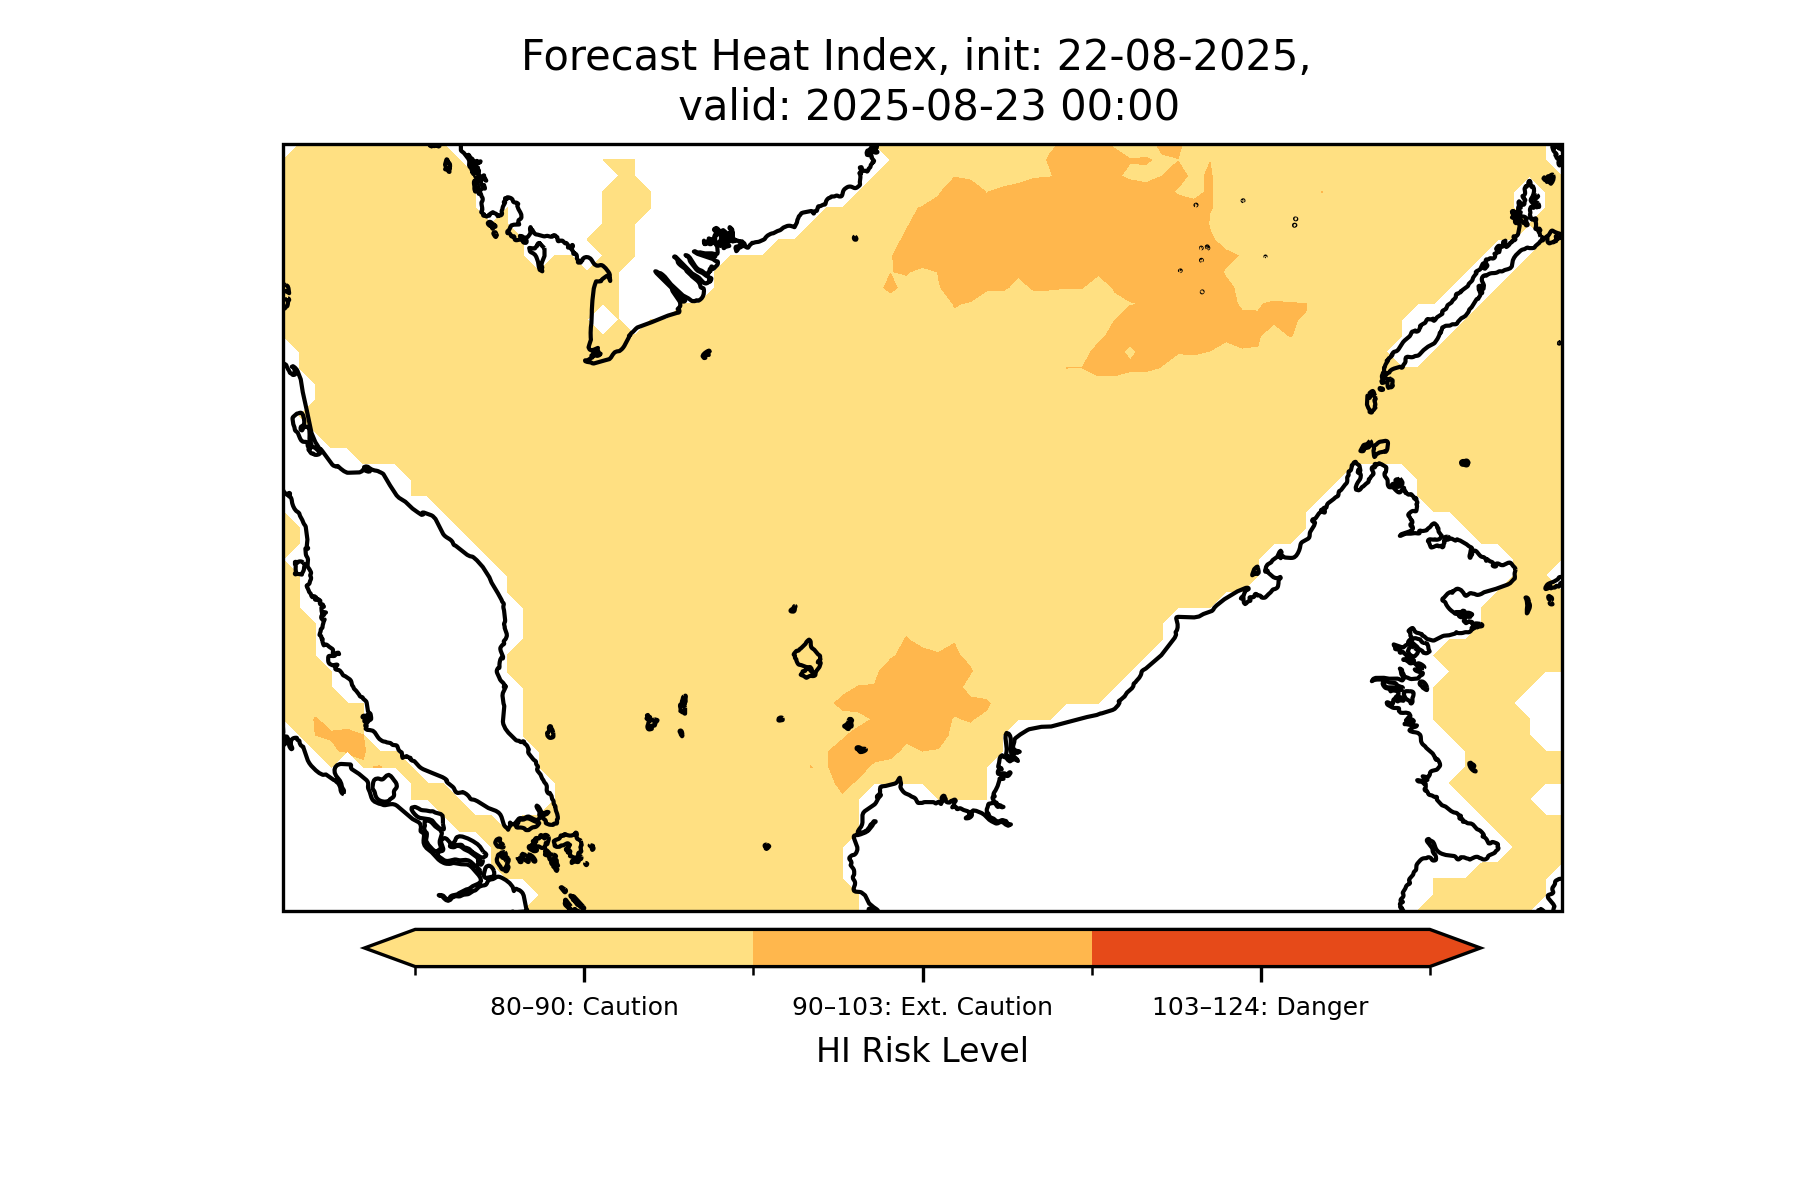 Forecast Heat Index, init: 22-08-2025,
valid: 2025-08-23 00:00
80–90: Caution
90–103: Ext. Caution
103–124: Danger
HI Risk Level